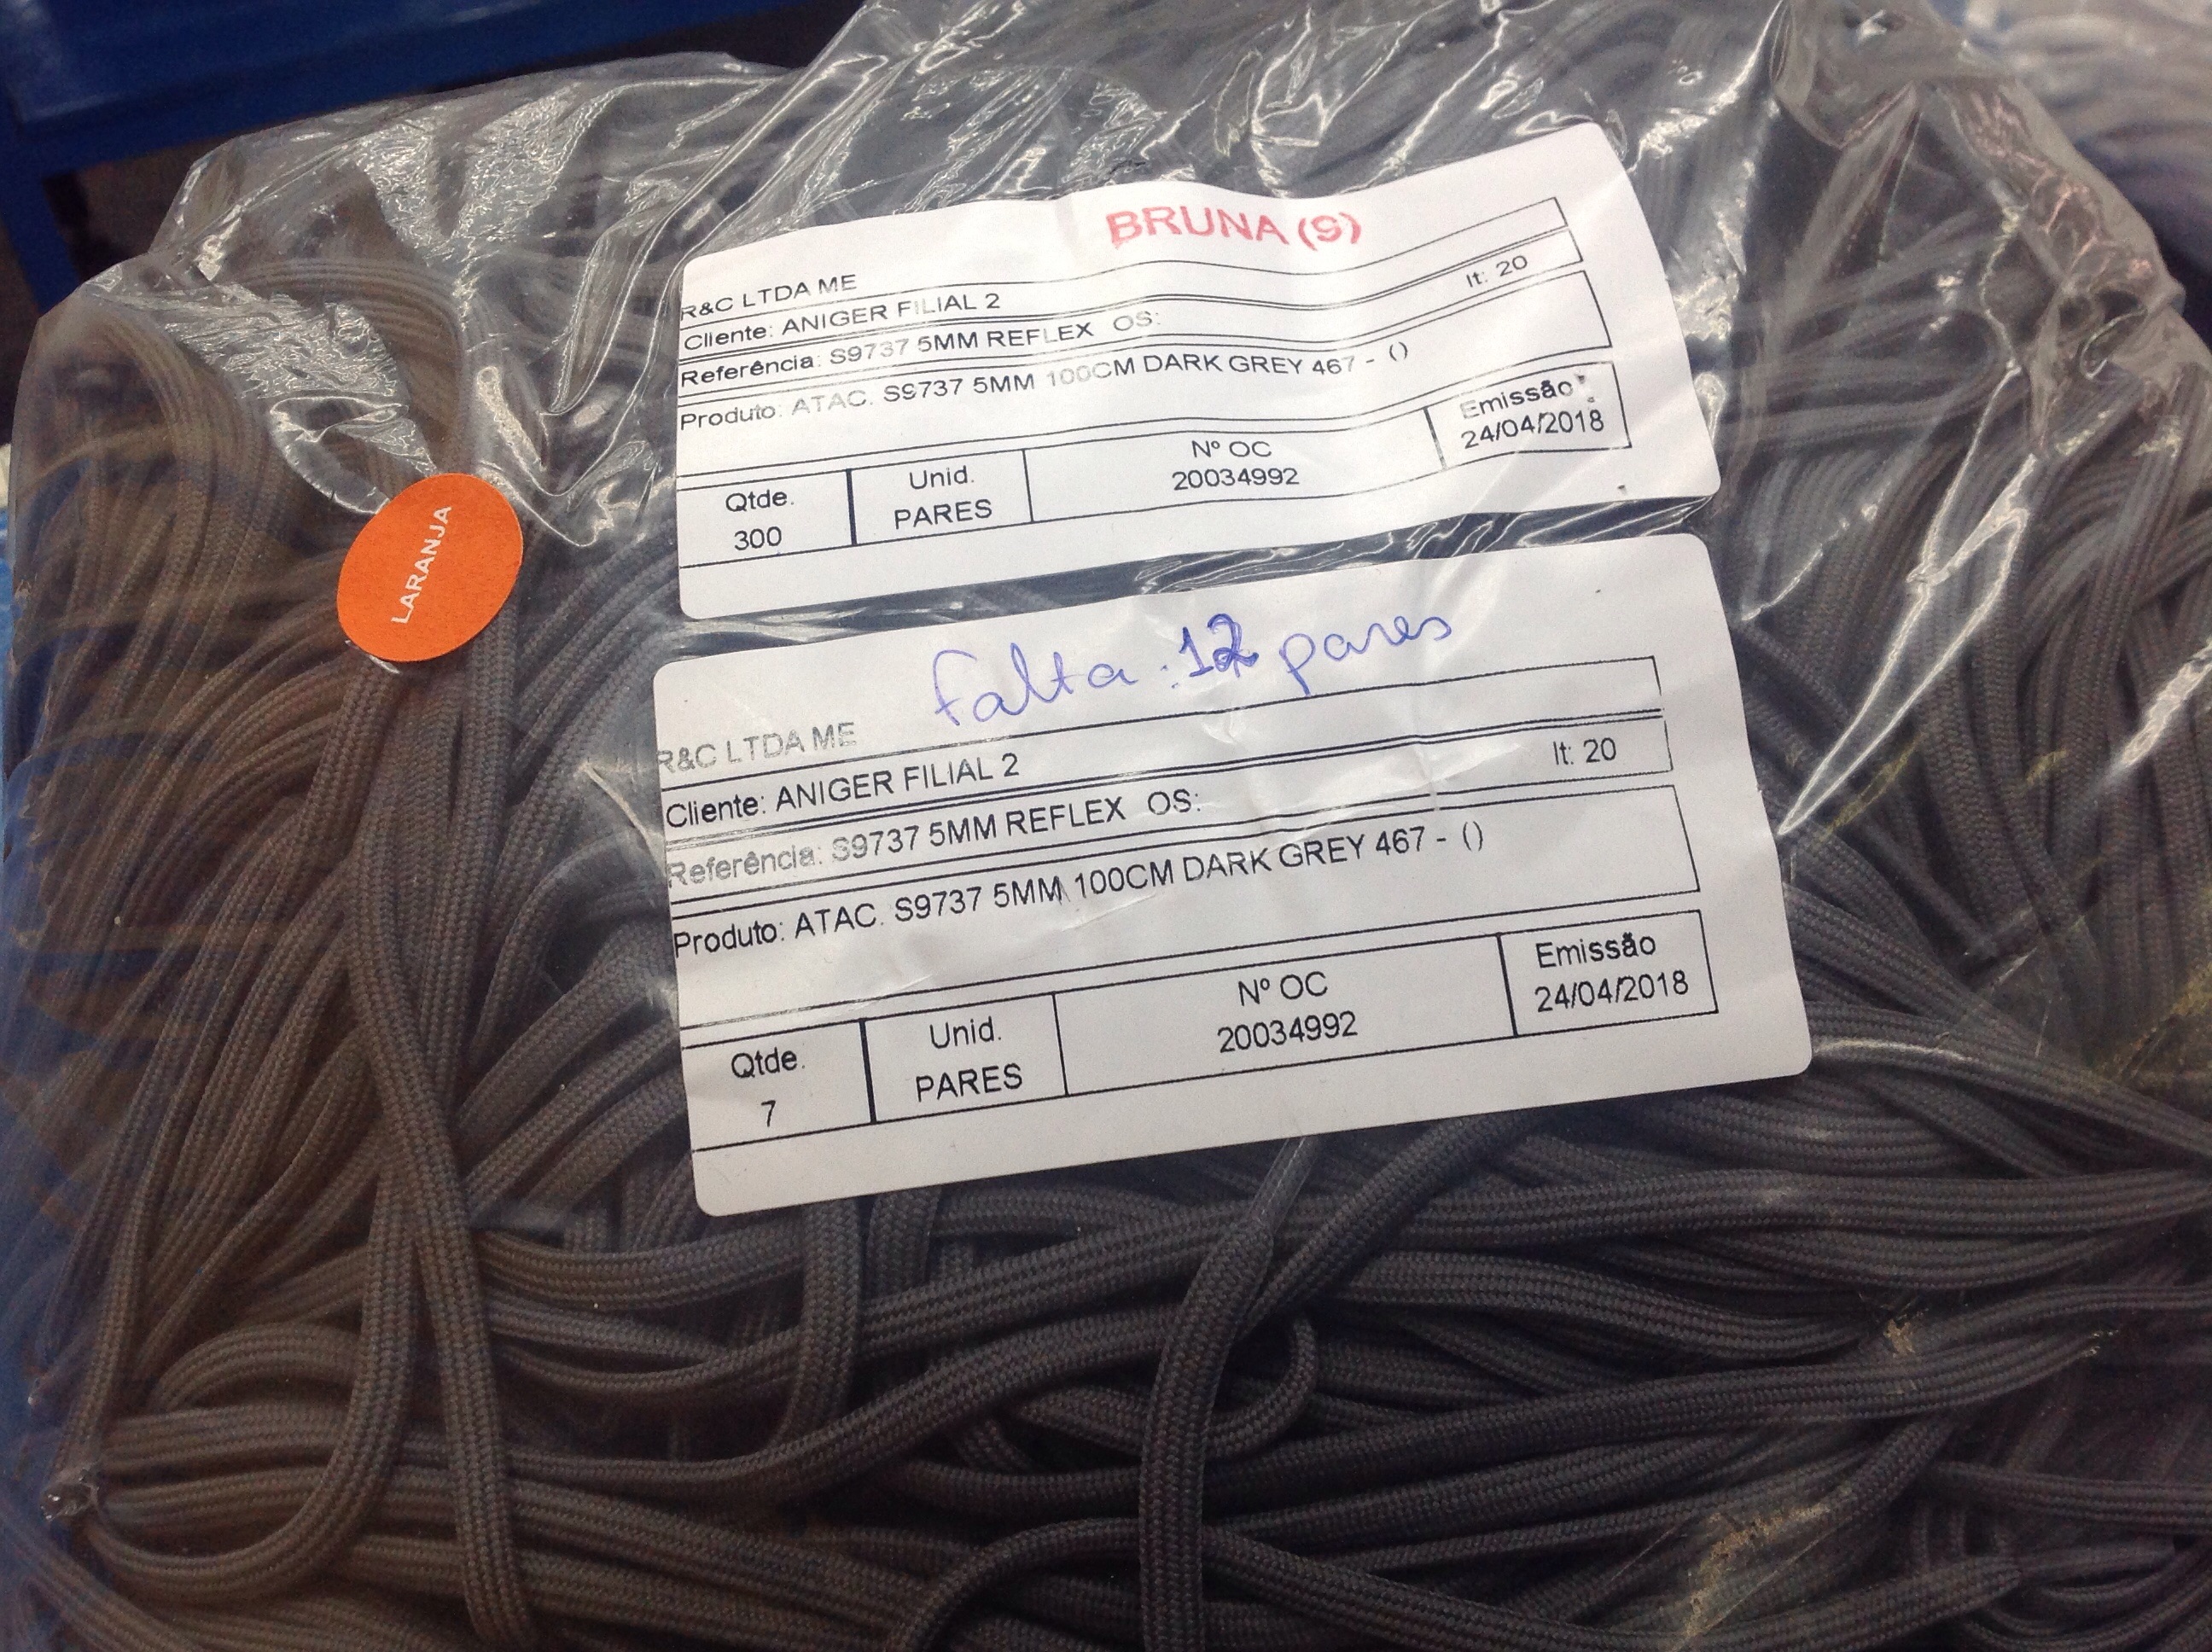 BRUNA (9)
R&C LTDA ME
Cliente: ANIGER FILIAL 2
Referência: S9737 5MM REFLEX OS: It: 20
Produto: ATAC. S9737 5MM 100CM DARK GREY 467 - ()
Qtde. Unid. Nº OC Emissão
300 PARES 20034992 24/04/2018
LARANJA
falta: 12 pares
R&C LTDA ME
Cliente: ANIGER FILIAL 2
Referência: S9737 5MM REFLEX OS: It: 20
Produto: ATAC. S9737 5MM 100CM DARK GREY 467 - ()
Qtde. Unid. Nº OC Emissão
7 PARES 20034992 24/04/2018